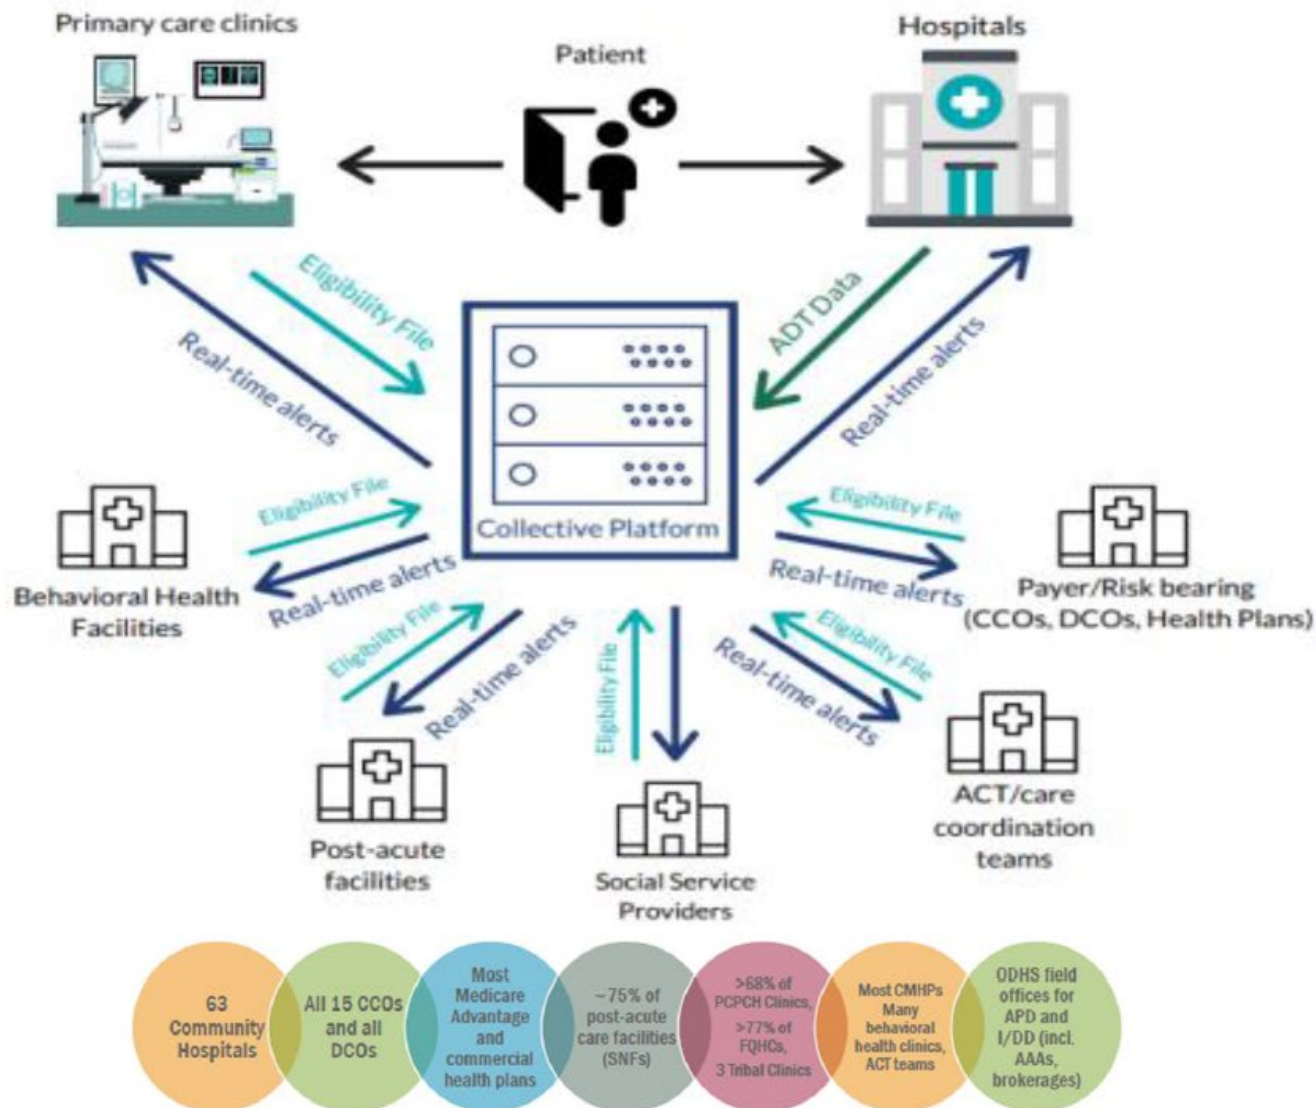 Primary care clinics
Patient
Hospitals
Eligibility File
Real-time alerts
ADT Data
Real-time alerts
Collective Platform
Eligibility File
Real-time alerts
Behavioral Health
Facilities
Eligibility File
Real-time alerts
Payer/Risk bearing
(CCOs, DCOs, Health Plans)
Eligibility File
Real-time alerts
Post-acute
facilities
Eligibility File
Social Service
Providers
Eligibility File
Real-time alerts
ACT/care
coordination
teams
63
Community
Hospitals
All 15 CCOs
and all
DCOs
Most
Medicare
Advantage
and
commercial
health plans
~75% of
post-acute
care facilities
(SNFs)
>68% of
PCPCH Clinics,
>77% of
FQHCs,
3 Tribal Clinics
Most CMHPs
Many
behavioral
health clinics,
ACT teams
ODHS field
offices for
APD and
I/DD (incl.
AAAs,
brokerages)